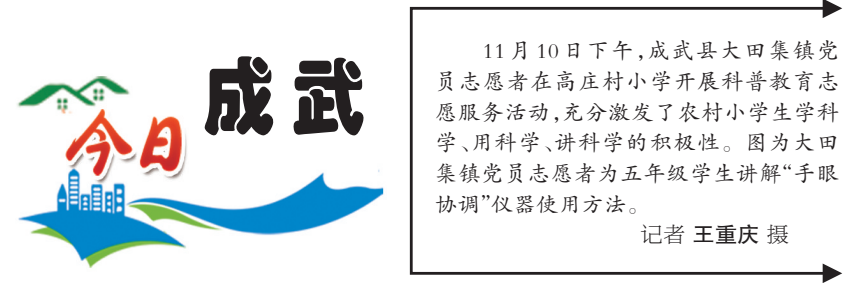 今日
成武
11月10日下午,成武县大田集镇党
员志愿者在高庄村小学开展科普教育志
愿服务活动,充分激发了农村小学生学科
学、用科学、讲科学的积极性。图为大田
集镇党员志愿者为五年级学生讲解“手眼
协调”仪器使用方法。
记者 王重庆 摄